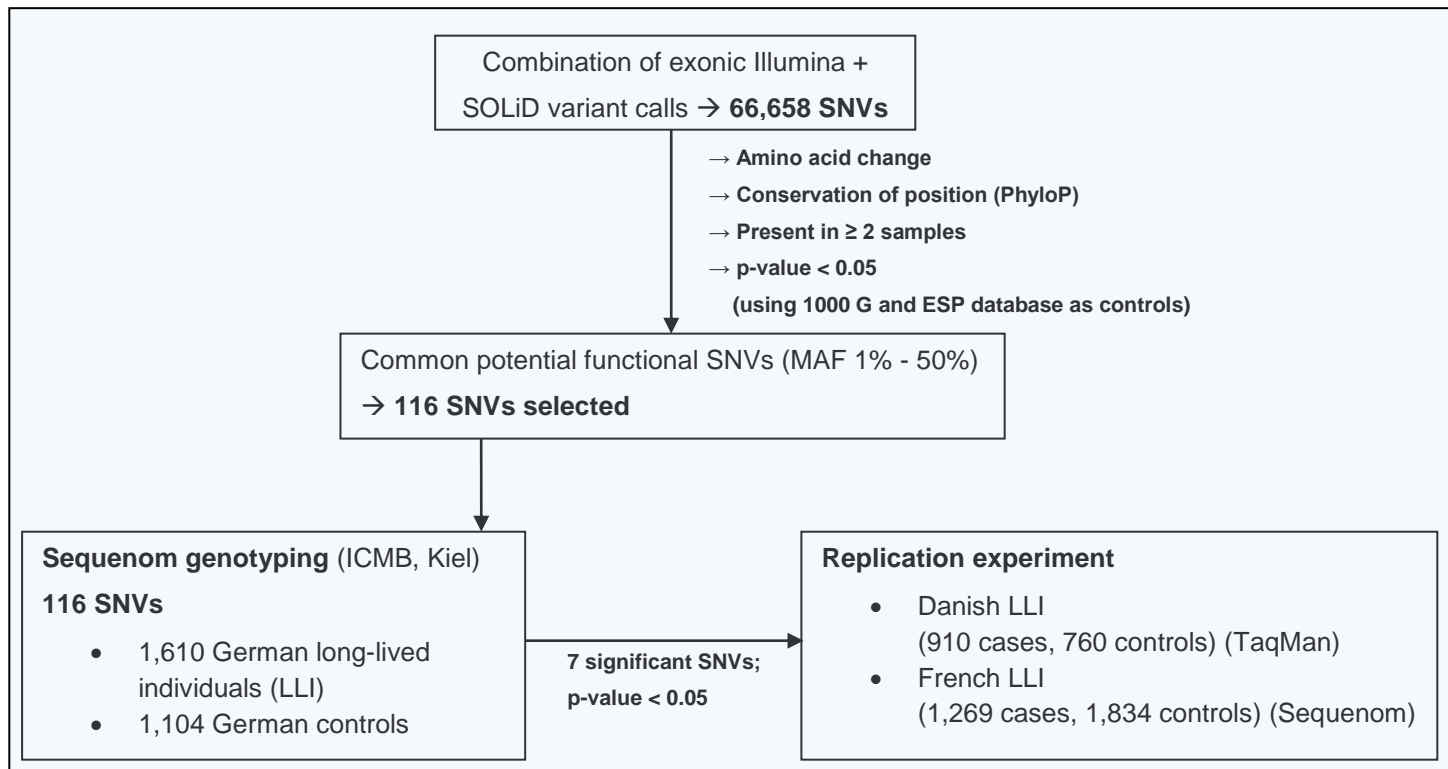 Combination of exonic Illumina +
SOLiD variant calls → 66,658 SNVs
→ Amino acid change
→ Conservation of position (PhyloP)
→ Present in ≥ 2 samples
→ p-value < 0.05
(using 1000 G and ESP database as controls)
Common potential functional SNVs (MAF 1% - 50%)
→ 116 SNVs selected
Sequenom genotyping (ICMB, Kiel)
116 SNVs
• 1,610 German long-lived
individuals (LLI)
• 1,104 German controls
7 significant SNVs;
p-value < 0.05
Replication experiment
• Danish LLI
(910 cases, 760 controls) (TaqMan)
• French LLI
(1,269 cases, 1,834 controls) (Sequenom)